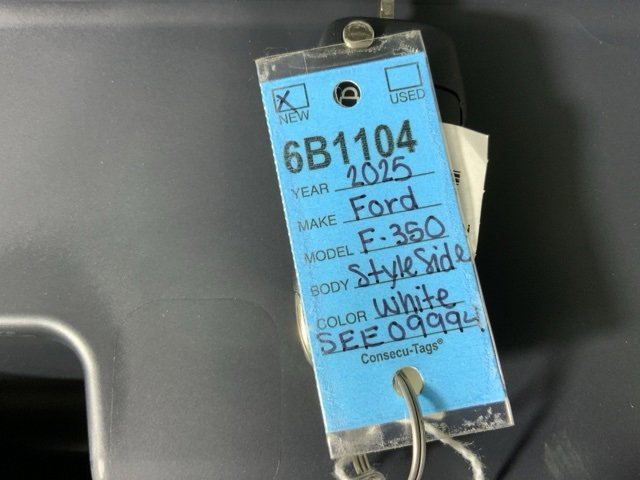 X
NEW USED
6B1104
YEAR 2025
MAKE Ford
MODEL F-350
BODY StyleSide
COLOR White
SEE09994
Consecu-Tags®